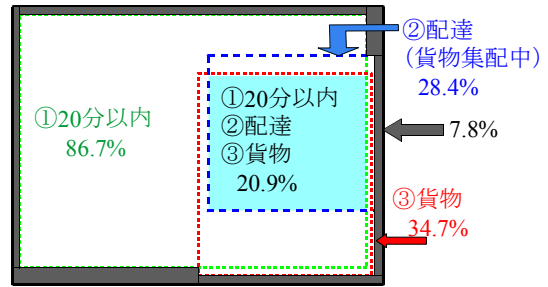 ②配達
（貨物集配中）
28.4%
①20分以内
86.7%
①20分以内
②配達
③貨物
20.9%
7.8%
③貨物
34.7%